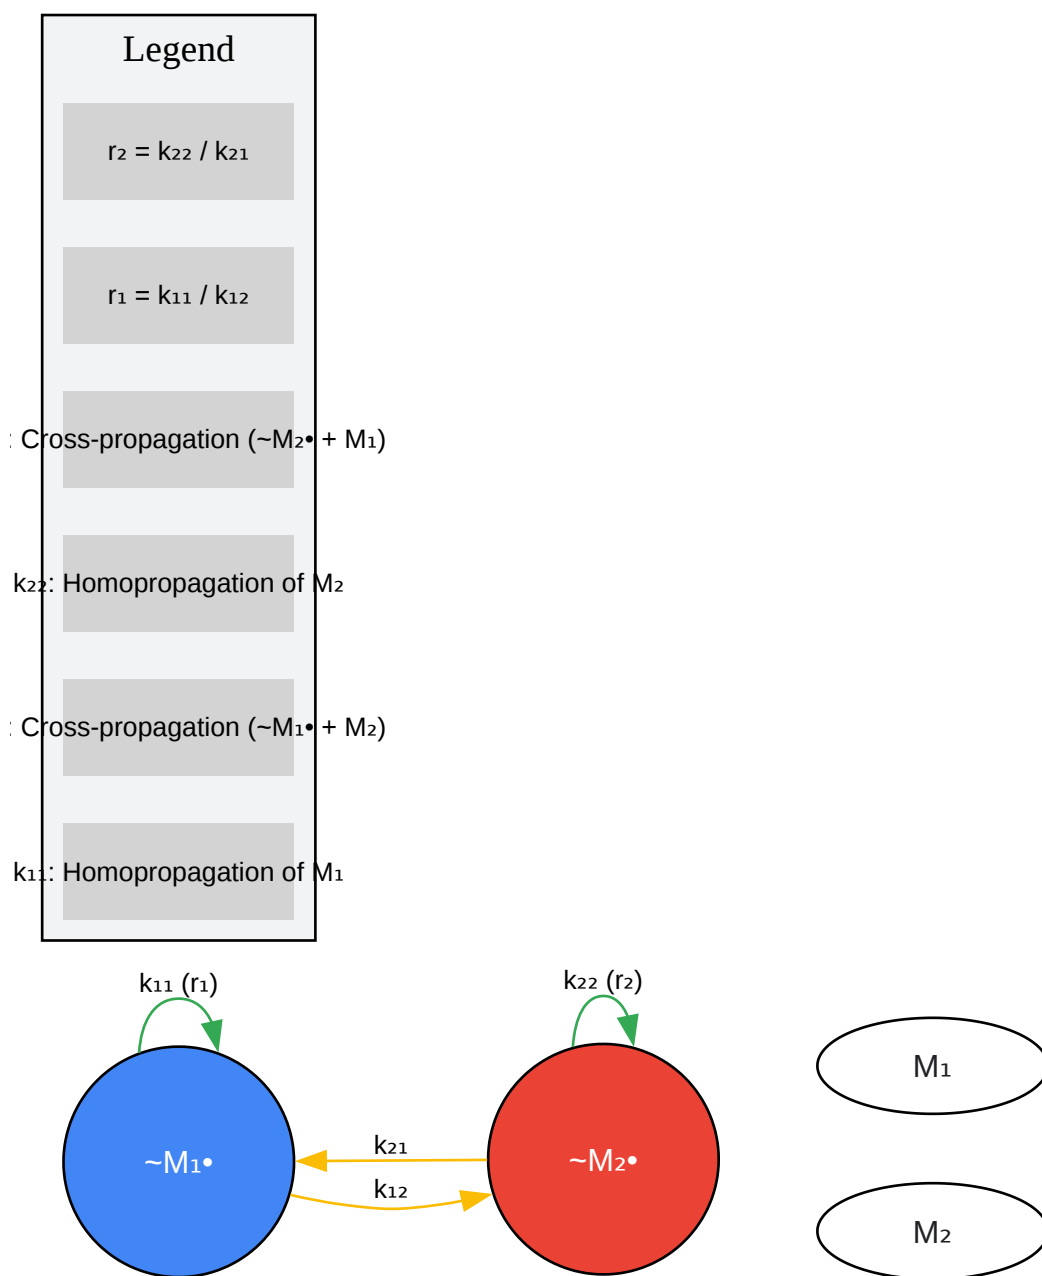 Legend
r₂ = k₂₂ / k₂₁
r₁ = k₁₁ / k₁₂
: Cross-propagation (~M₂• + M₁)
k₂₂: Homopropagation of M₂
: Cross-propagation (~M₁• + M₂)
k₁₁: Homopropagation of M₁
k₁₁ (r₁)
k₂₂ (r₂)
M₁
k₂₁
~M₁•
~M₂•
k₁₂
M₂